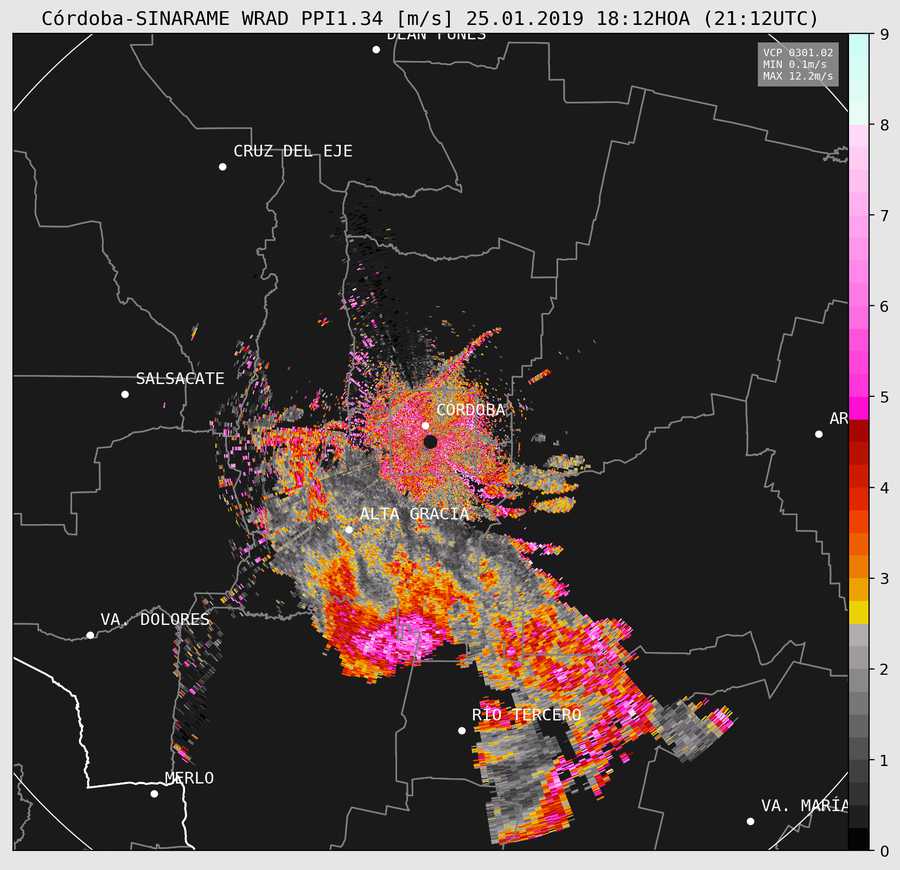 Córdoba-SINARAME WRAD PPI1.34 [m/s] 25.01.2019 18:12HOA (21:12UTC)
DEAN FUNES
VCP 0301.02
MIN 0.1m/s
MAX 12.2m/s
CRUZ DEL EJE
SALSACATE
CORDOBA
AR
ALTA GRACIA
VA. DOLORES
RIO TERCERO
MERLO
VA. MARÍA
9
8
7
6
5
4
3
2
1
0